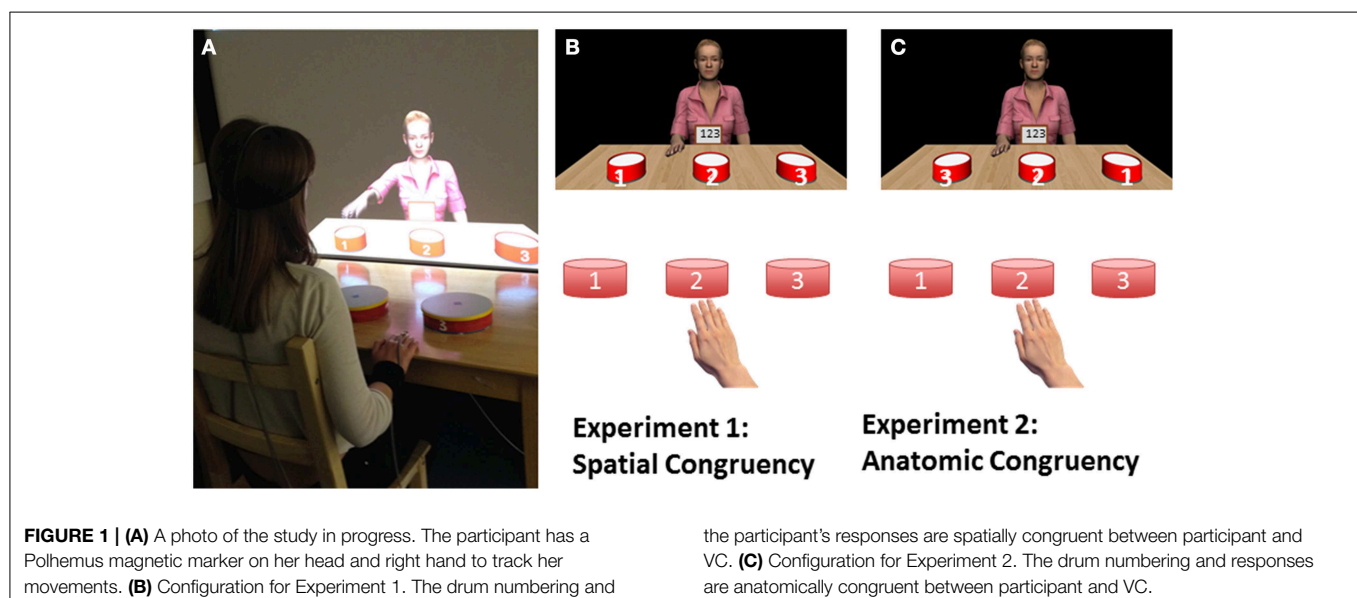 A
1
2
3
3
B
123
1 2 3
1 2 3
Experiment 1:
Spatial Congruency
C
123
3 2 1
1 2 3
Experiment 2:
Anatomic Congruency
FIGURE 1 | (A) A photo of the study in progress. The participant has a
Polhemus magnetic marker on her head and right hand to track her
movements. (B) Configuration for Experiment 1. The drum numbering and
the participant's responses are spatially congruent between participant and
VC. (C) Configuration for Experiment 2. The drum numbering and responses
are anatomically congruent between participant and VC.